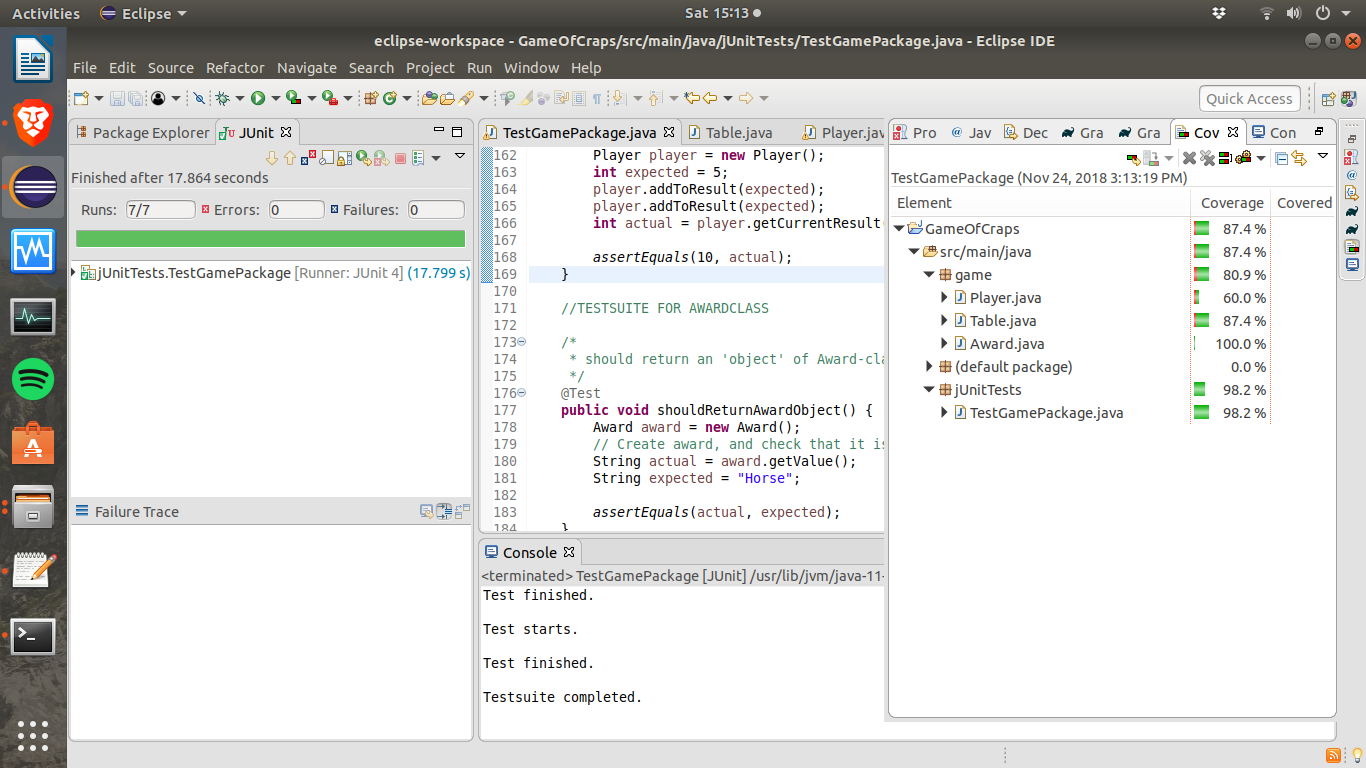 Activities Eclipse Sat 15:13
eclipse-workspace - GameOfCraps/src/main/java/jUnitTests/TestGamePackage.java - Eclipse IDE
File Edit Source Refactor Navigate Search Project Run Window Help
Quick Access
Package Explorer JUnit
Finished after 17.864 seconds
Runs: 7/7 Errors: 0 Failures: 0
jUnitTests.TestGamePackage [Runner: JUnit 4] (17.799 s)
Failure Trace
TestGamePackage.java Table.java Player.jav
162 Player player = new Player();
163 int expected = 5;
164 player.addToResult(expected);
165 player.addToResult(expected);
166 int actual = player.getCurrentResult(
167
168 assertEquals(10, actual);
169 }
170
171 //TESTSUITE FOR AWARDCLASS
172
173 /*
174 * should return an 'object' of Award-cla
175 */
176 @Test
177 public void shouldReturnAwardObject() {
178 Award award = new Award();
179 // Create award, and check that it is
180 String actual = award.getValue();
181 String expected = "Horse";
182
183 assertEquals(actual, expected);
184 }
Console
<terminated> TestGamePackage [JUnit] /usr/lib/jvm/java-11-
Test finished.
Test starts.
Test finished.
Testsuite completed.
Pro Jav Dec Gra Gra Cov Con
TestGamePackage (Nov 24, 2018 3:13:19 PM)
Element Coverage Covered
GameOfCraps 87.4 %
src/main/java 87.4 %
game 80.9 %
Player.java 60.0 %
Table.java 87.4 %
Award.java 100.0 %
(default package) 0.0 %
jUnitTests 98.2 %
TestGamePackage.java 98.2 %